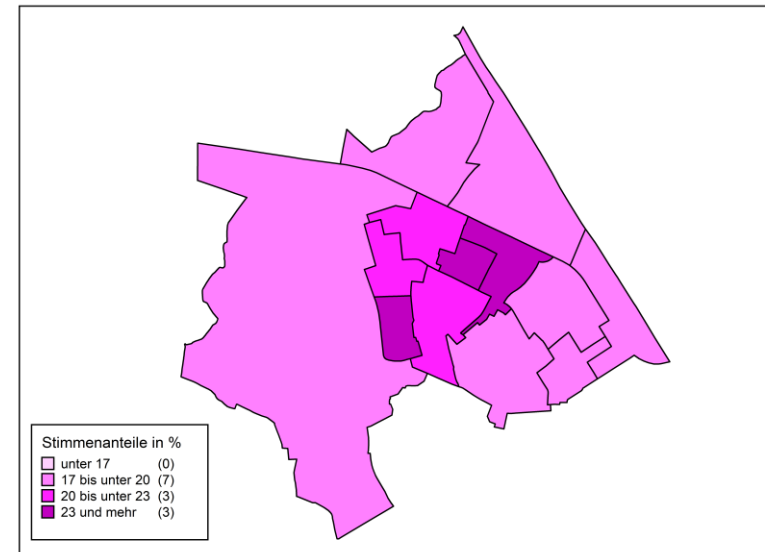 Stimmenanteile in %
unter 17 (0)
17 bis unter 20 (7)
20 bis unter 23 (3)
23 und mehr (3)